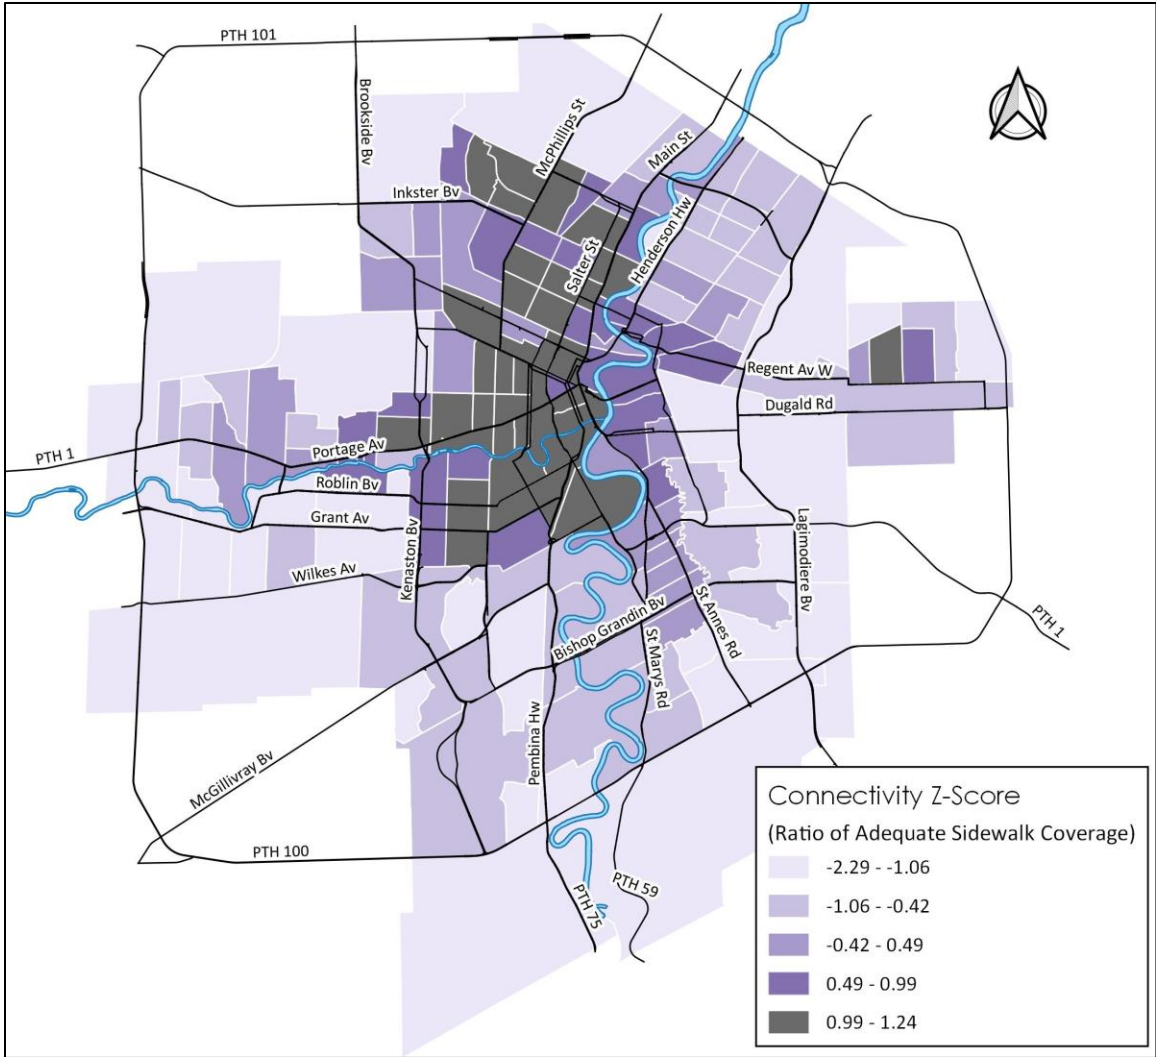 PTH 101
Brookside Bv
McPhillips St
Main St
Inkster Bv
Henderson Hw
Salter St
Regent Av W
Dugald Rd
PTH 1
Portage Av
Roblin Bv
Grant Av
Kenaston Bv
Wilkes Av
Lagimodiere Bv
St Annes Rd
PTH 1
Bishop Grandin Bv
St Marys Rd
Pembina Hw
McGillivray Bv
PTH 100
PTH 59
PTH 75
Connectivity Z-Score
(Ratio of Adequate Sidewalk Coverage)
-2.29 - -1.06
-1.06 - -0.42
-0.42 - 0.49
0.49 - 0.99
0.99 - 1.24